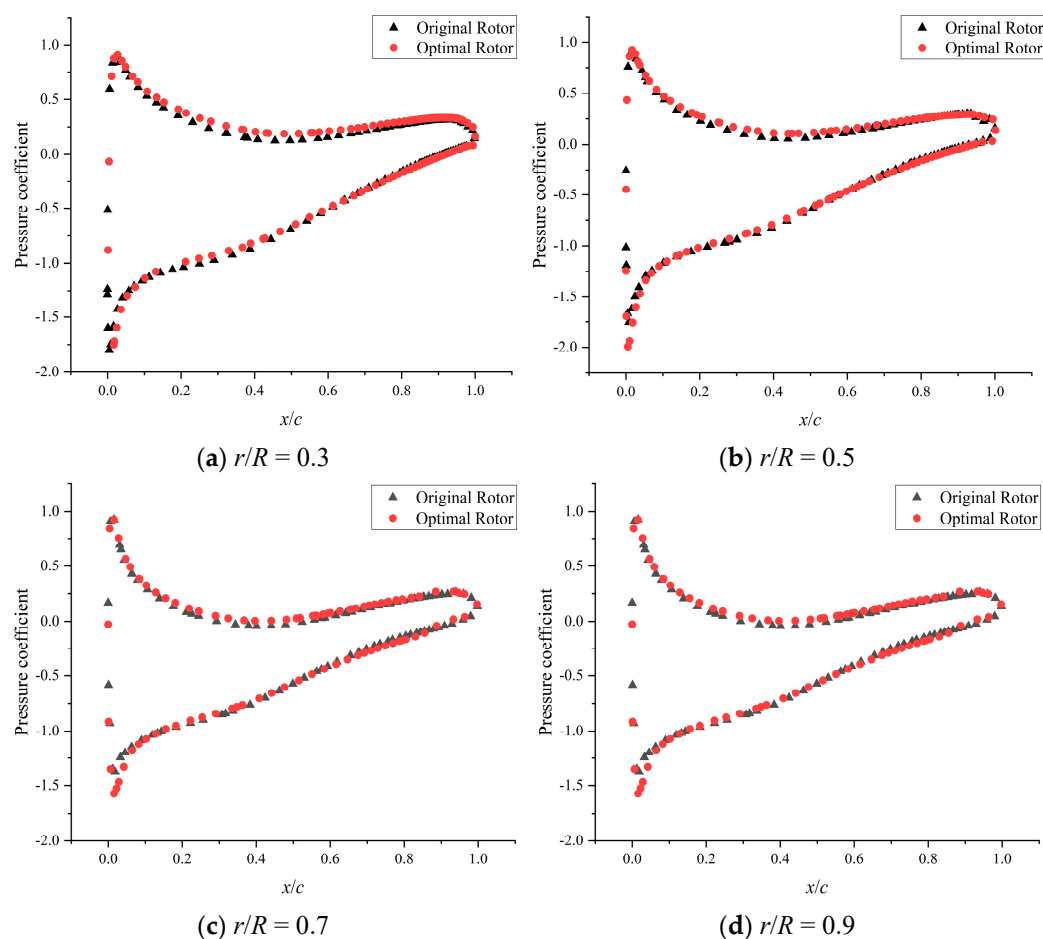 Original Rotor
Optimal Rotor
1.0
0.5
0.0
-0.5
-1.0
-1.5
-2.0
Pressure coefficient
0.0 0.2 0.4 0.6 0.8 1.0
x/c
(a) r/R = 0.3
Original Rotor
Optimal Rotor
1.0
0.5
0.0
-0.5
-1.0
-1.5
-2.0
Pressure coefficient
0.0 0.2 0.4 0.6 0.8 1.0
x/c
(b) r/R = 0.5
Original Rotor
Optimal Rotor
1.0
0.5
0.0
-0.5
-1.0
-1.5
-2.0
Pressure coefficient
0.0 0.2 0.4 0.6 0.8 1.0
x/c
(c) r/R = 0.7
Original Rotor
Optimal Rotor
1.0
0.5
0.0
-0.5
-1.0
-1.5
-2.0
Pressure coefficient
0.0 0.2 0.4 0.6 0.8 1.0
x/c
(d) r/R = 0.9